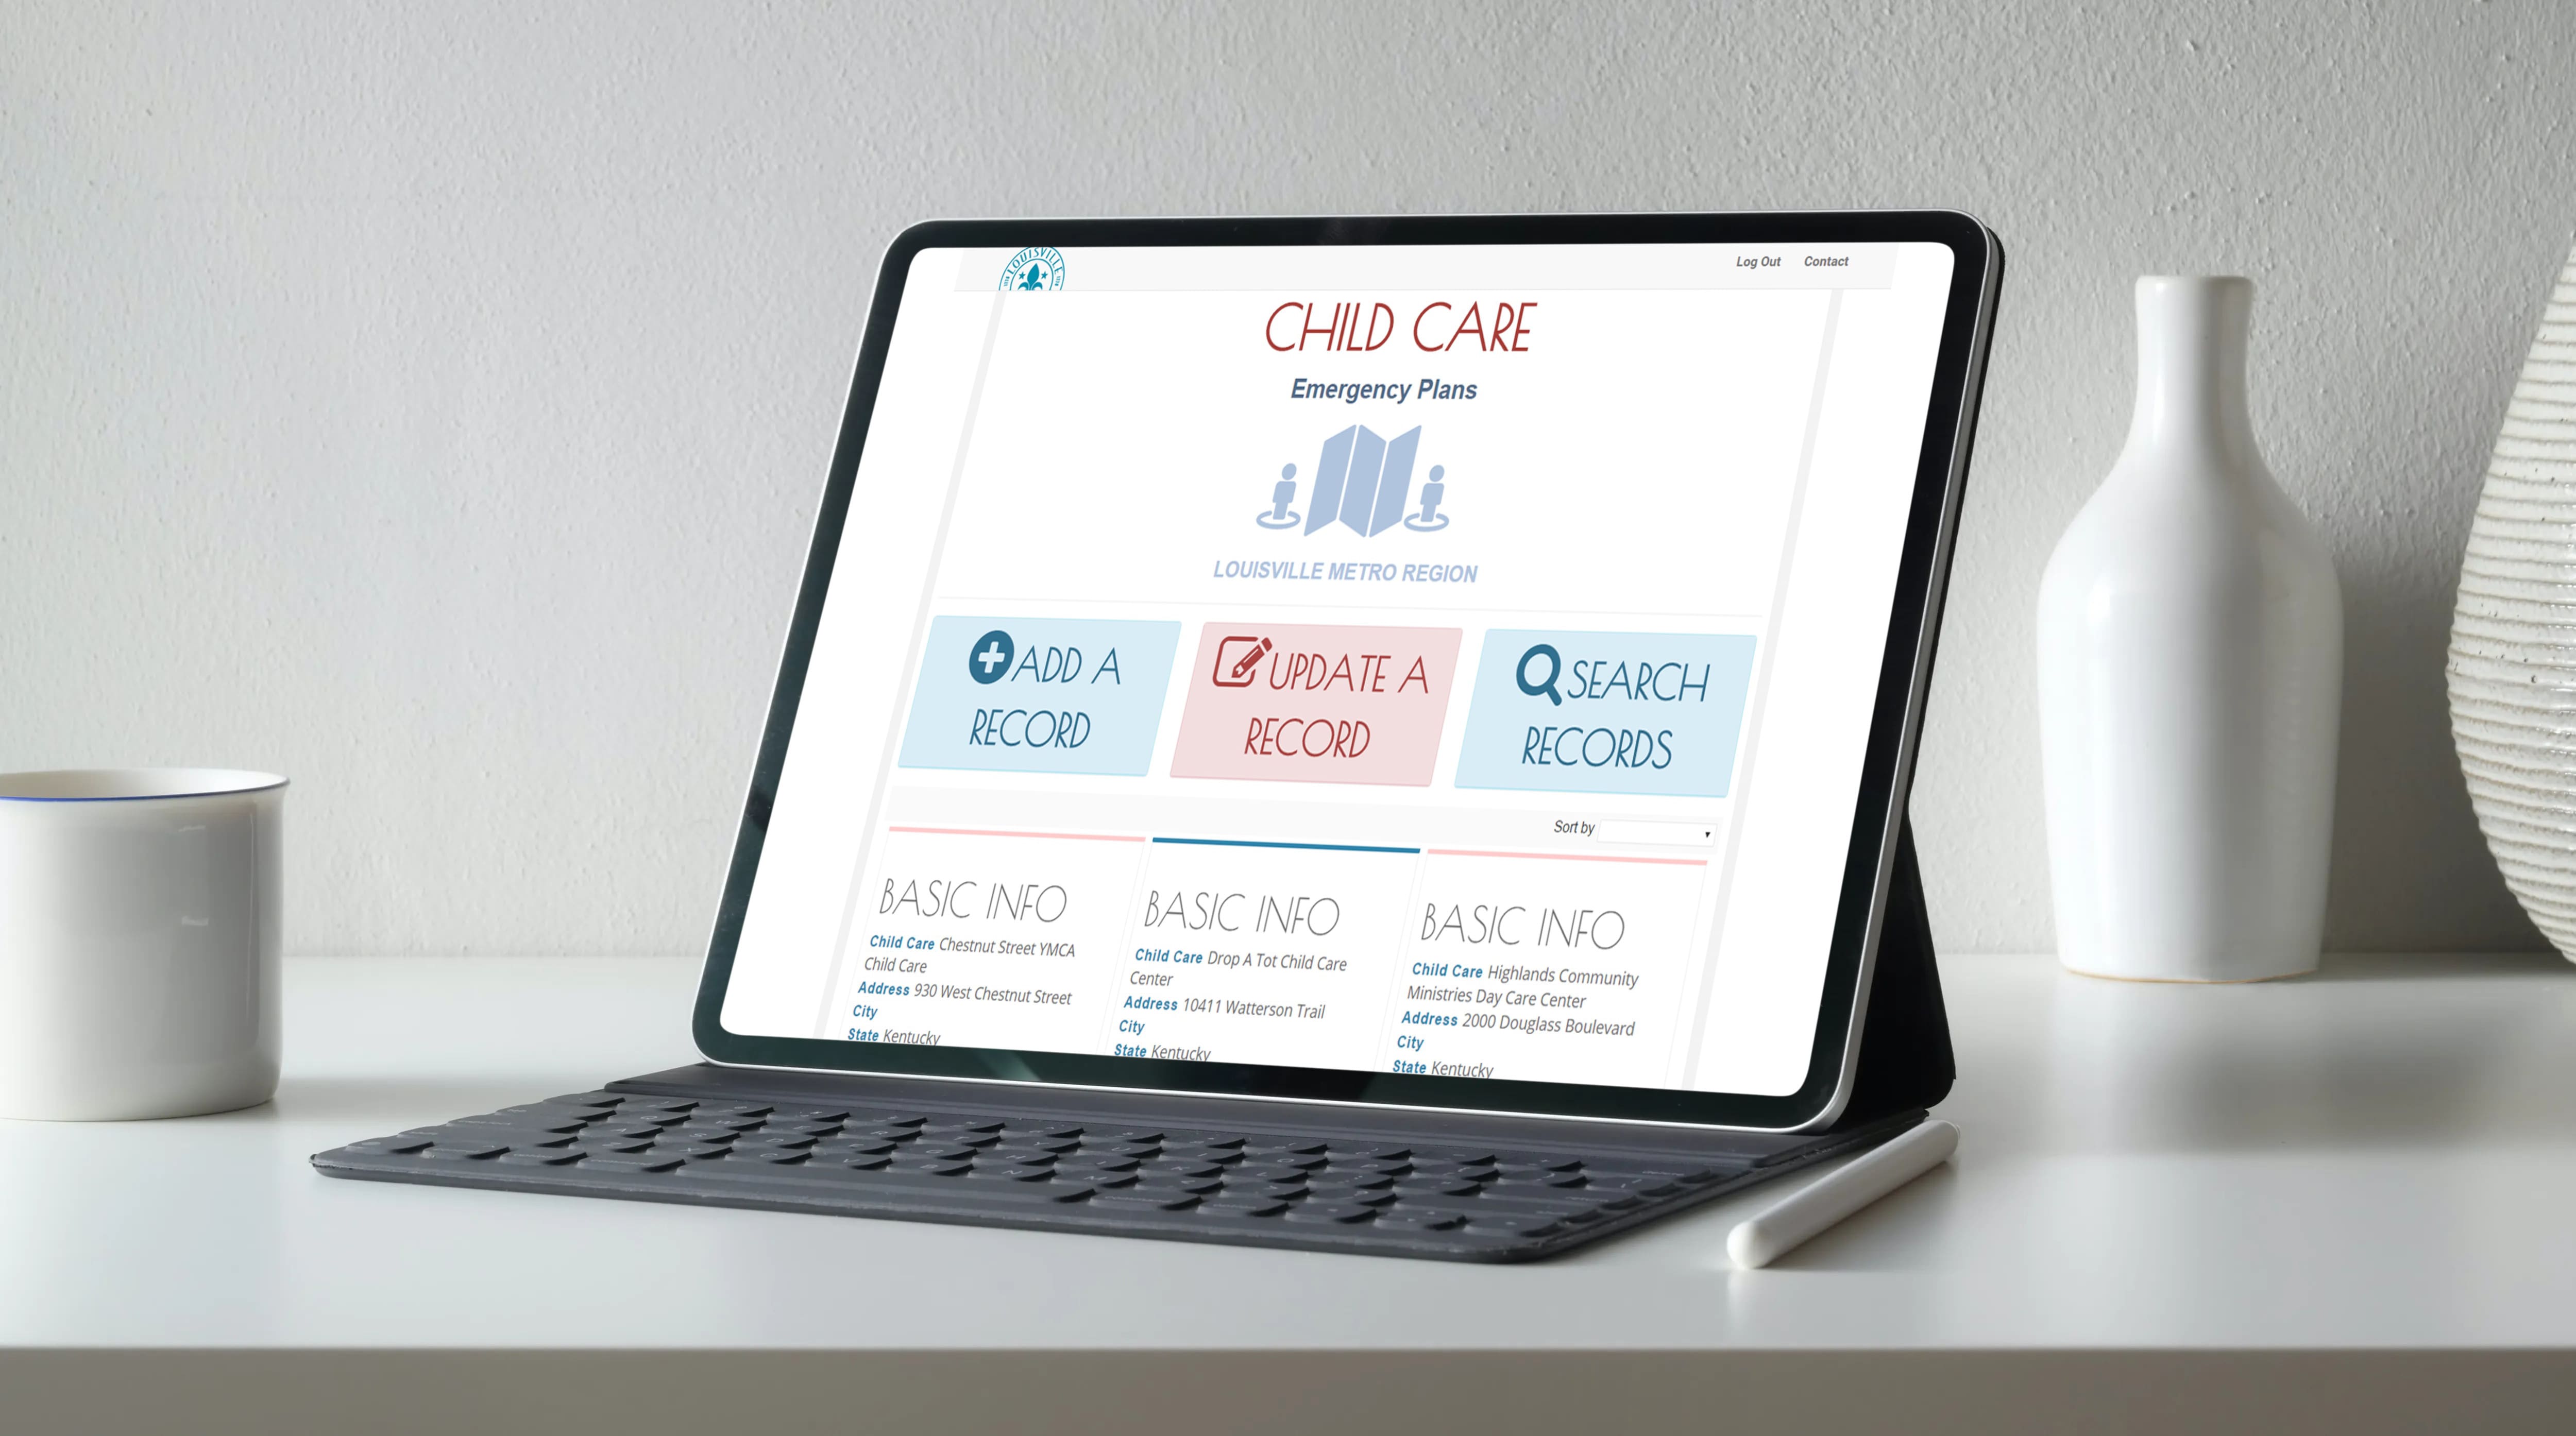 LOUISVILLE
Log Out Contact
CHILD CARE
Emergency Plans
LOUISVILLE METRO REGION
ADD A
RECORD
UPDATE A
RECORD
SEARCH
RECORDS
Sort by
BASIC INFO
Child Care Chestnut Street YMCA
Child Care
Address 930 West Chestnut Street
City
State Kentucky
BASIC INFO
Child Care Drop A Tot Child Care
Center
Address 10411 Watterson Trail
City
State Kentucky
BASIC INFO
Child Care Highlands Community
Ministries Day Care Center
Address 2000 Douglass Boulevard
City
State Kentucky